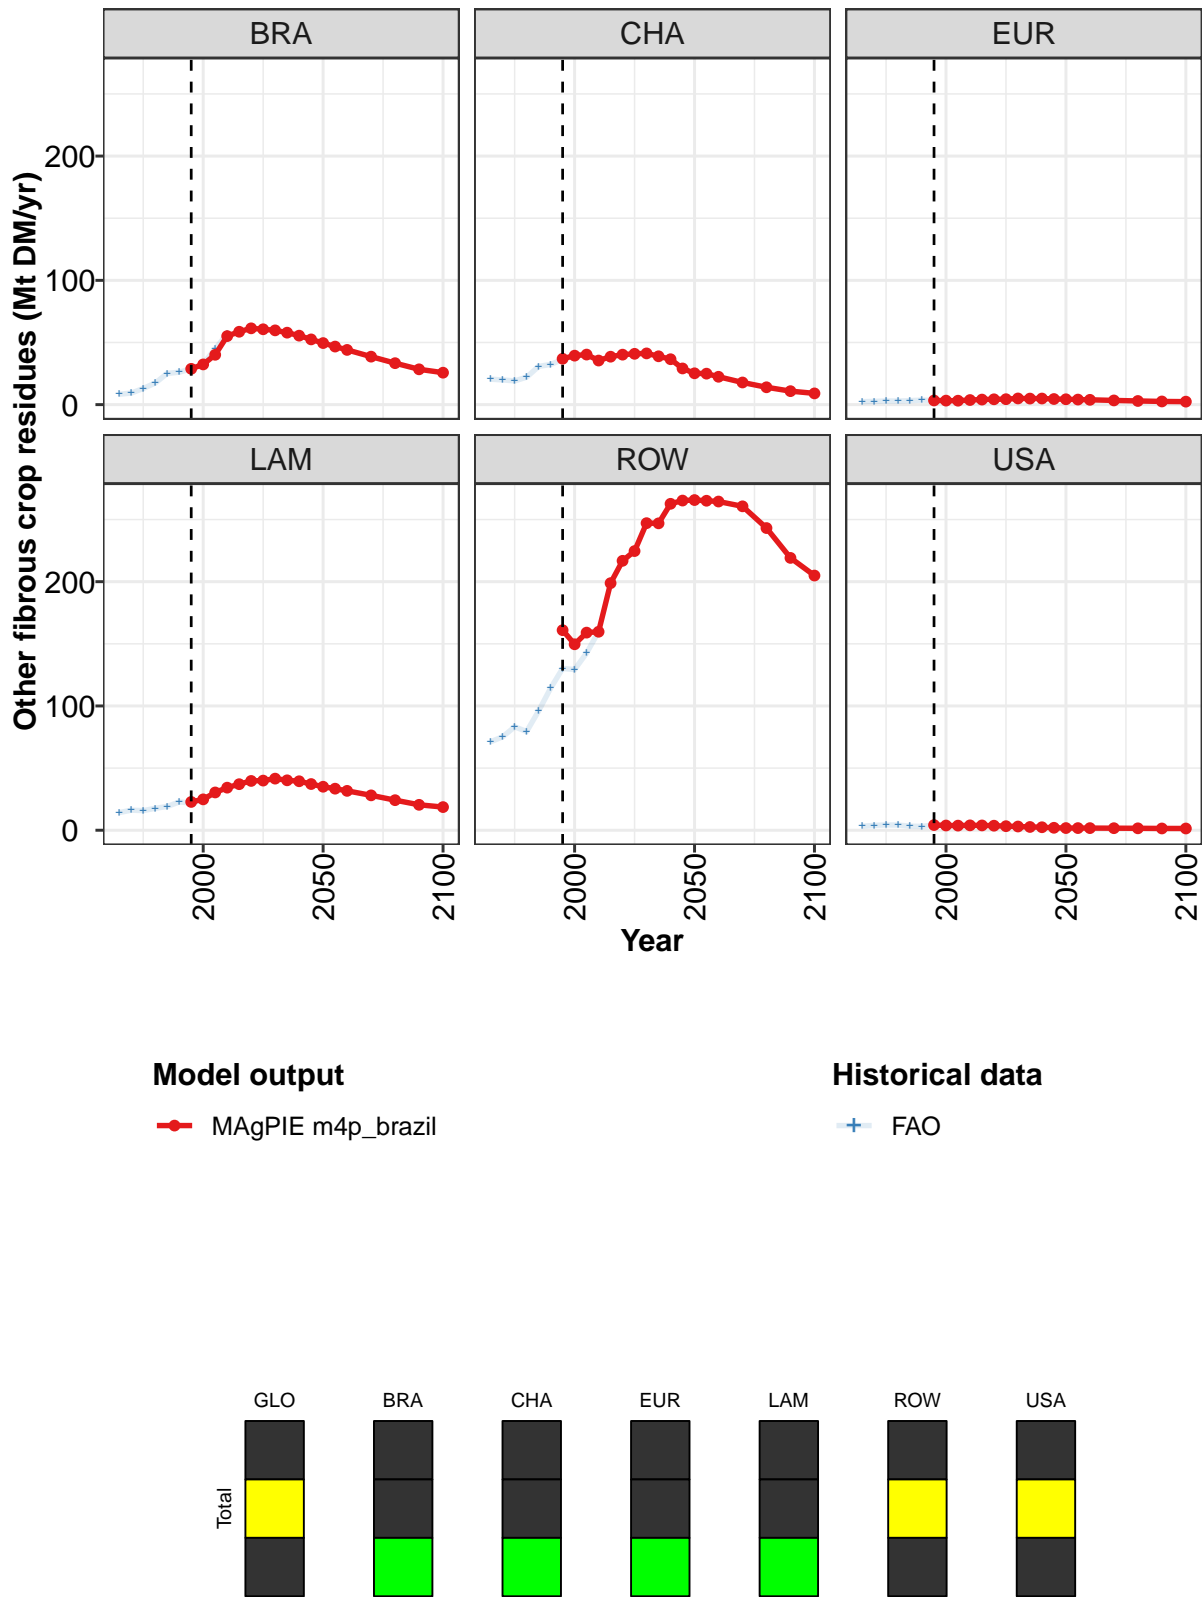 BRA CHA EUR
200
100
0
LAM ROW USA
200
100
0
Other fibrous crop residues (Mt DM/yr)
2000 2050 2100 2000 2050 2100 2000 2050 2100
Year
Model output Historical data
MAgPIE m4p_brazil FAO
GLO BRA CHA EUR LAM ROW USA
Total